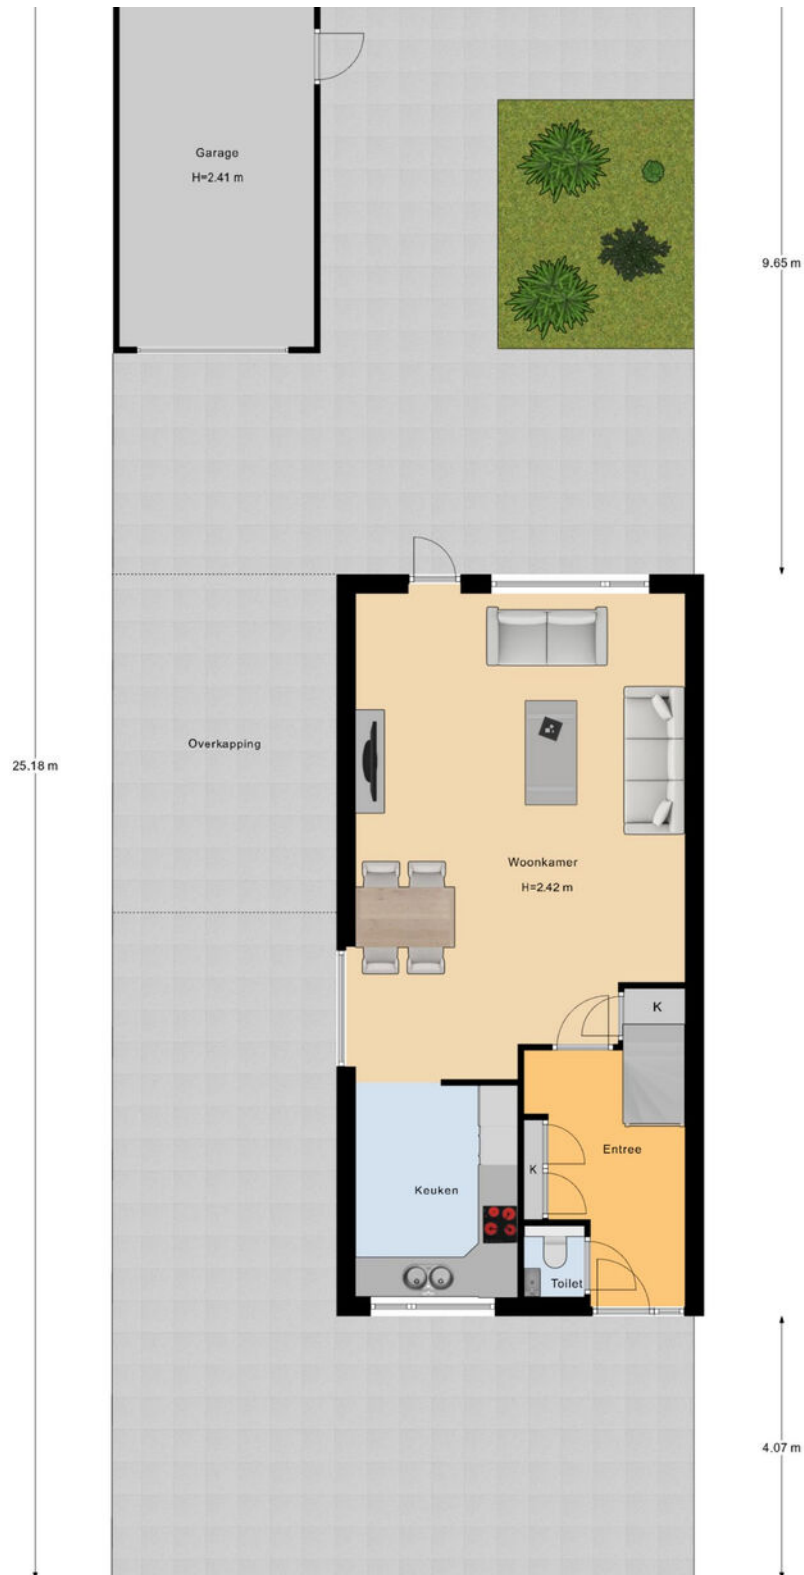 Garage
H=2.41 m
9.65 m
Overkapping
25.18 m
Woonkamer
H=2.42 m
K
Entree
K
Keuken
Toilet
4.07 m